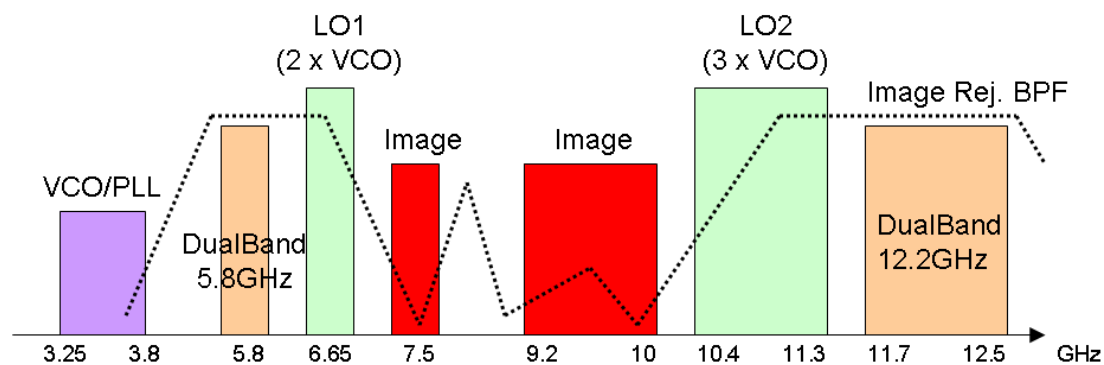 LO1
(2 x VCO)
LO2
(3 x VCO)
Image Rej. BPF
Image
Image
VCO/PLL
DualBand
5.8GHz
DualBand
12.2GHz
3.25 3.8 5.8 6.65 7.5 9.2 10 10.4 11.3 11.7 12.5 GHz